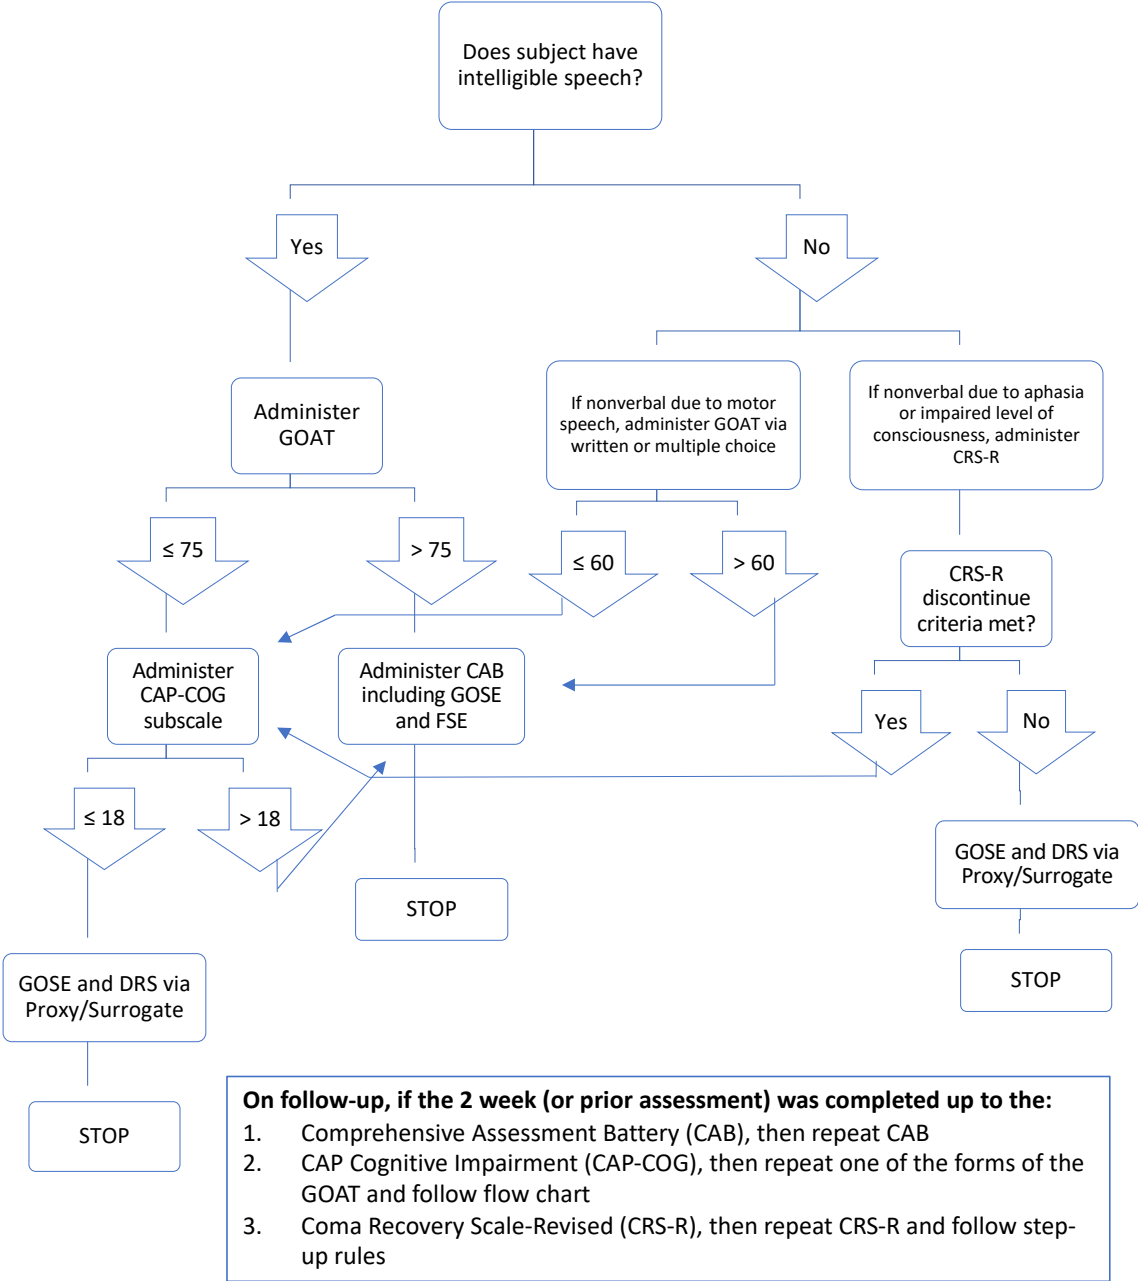 Does subject have
intelligible speech?
Yes
No
Administer
GOAT
If nonverbal due to motor
speech, administer GOAT via
written or multiple choice
If nonverbal due to aphasia
or impaired level of
consciousness, administer
CRS-R
≤ 75
> 75
≤ 60
> 60
CRS-R
discontinue
criteria met?
Administer
CAP-COG
subscale
Administer CAB
including GOSE
and FSE
Yes
No
≤ 18
> 18
GOSE and DRS via
Proxy/Surrogate
STOP
STOP
GOSE and DRS via
Proxy/Surrogate
STOP
On follow-up, if the 2 week (or prior assessment) was completed up to the:
1. Comprehensive Assessment Battery (CAB), then repeat CAB
2. CAP Cognitive Impairment (CAP-COG), then repeat one of the forms of the
GOAT and follow flow chart
3. Coma Recovery Scale-Revised (CRS-R), then repeat CRS-R and follow step-
up rules